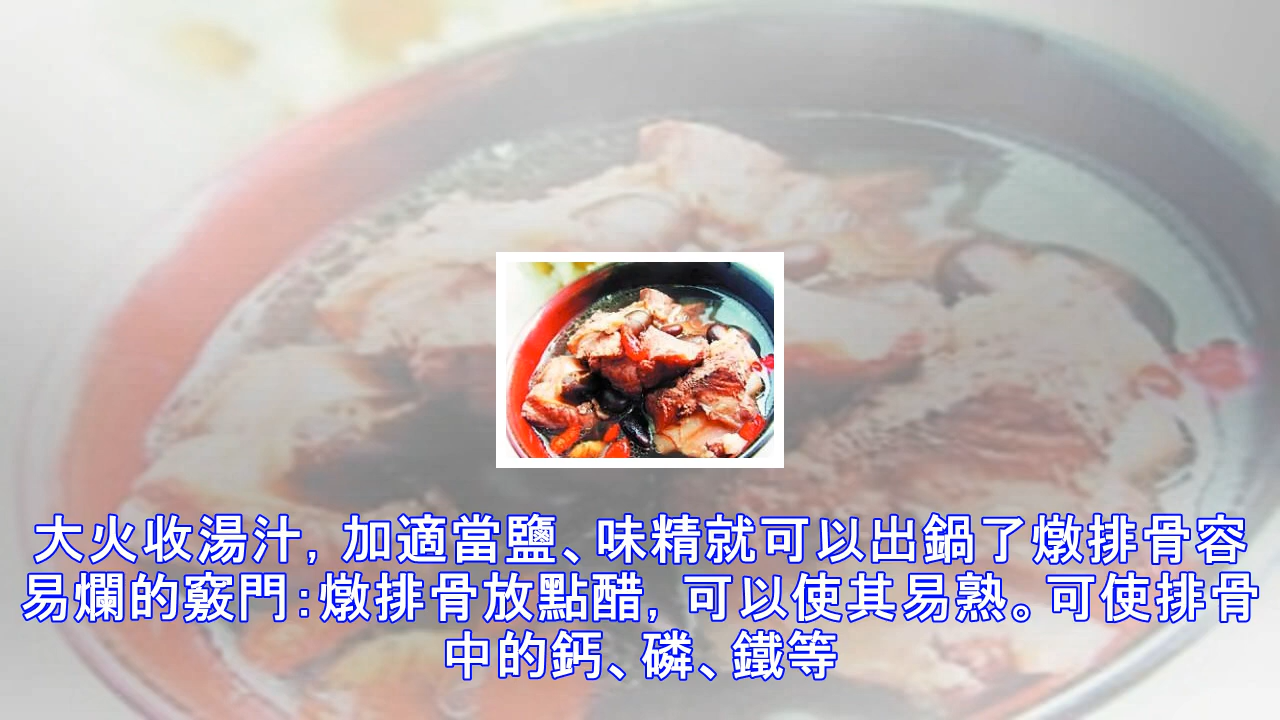 大火收湯汁, 加適當鹽、味精就可以出鍋了燉排骨容
易爛的竅門:燉排骨放點醋, 可以使其易熟。可使排骨
中的鈣、磷、鐵等